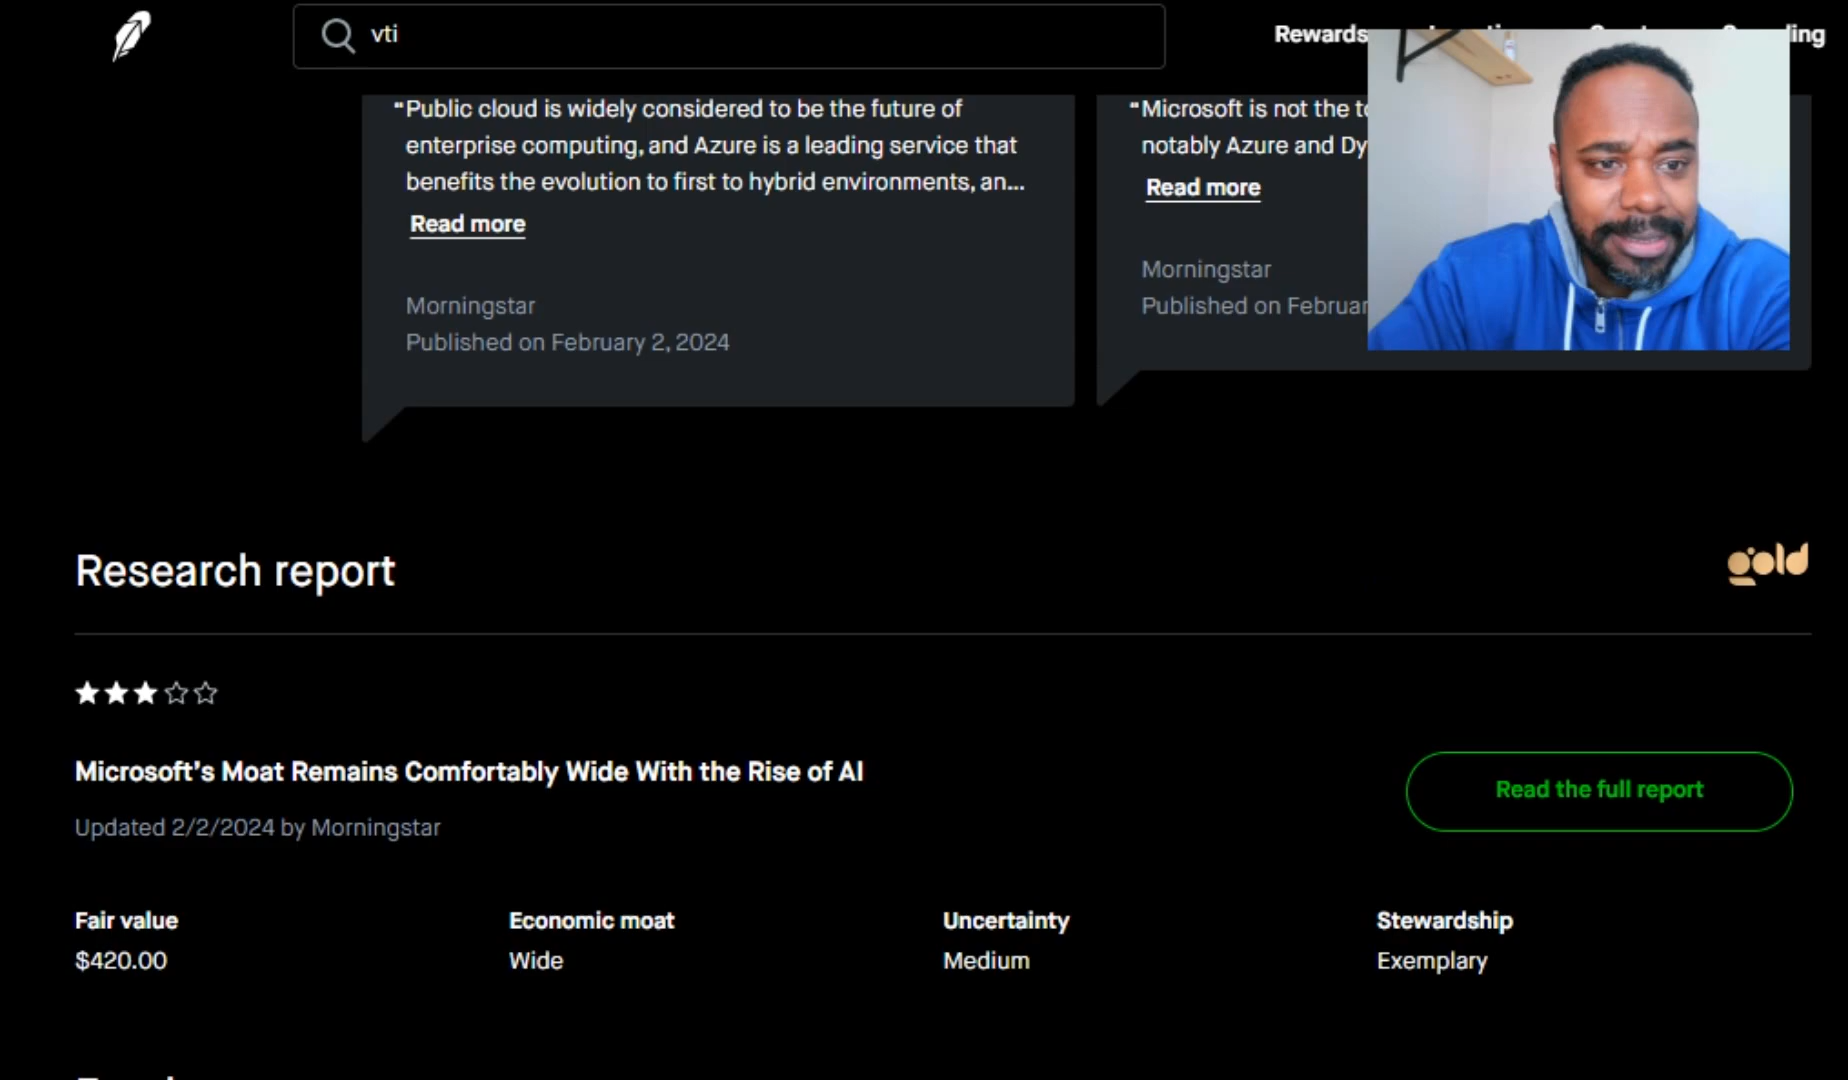 vti
Rewards
“Public cloud is widely considered to be the future of
enterprise computing, and Azure is a leading service that
benefits the evolution to first to hybrid environments, an...
Read more
Morningstar
Published on February 2, 2024
“Microsoft is not the
notably Azure and
Read more
Morningstar
Published on
Research report
gold
Microsoft’s Moat Remains Comfortably Wide With the Rise of AI
Updated 2/2/2024 by Morningstar
Read the full report
Fair value
$420.00
Economic moat
Wide
Uncertainty
Medium
Stewardship
Exemplary